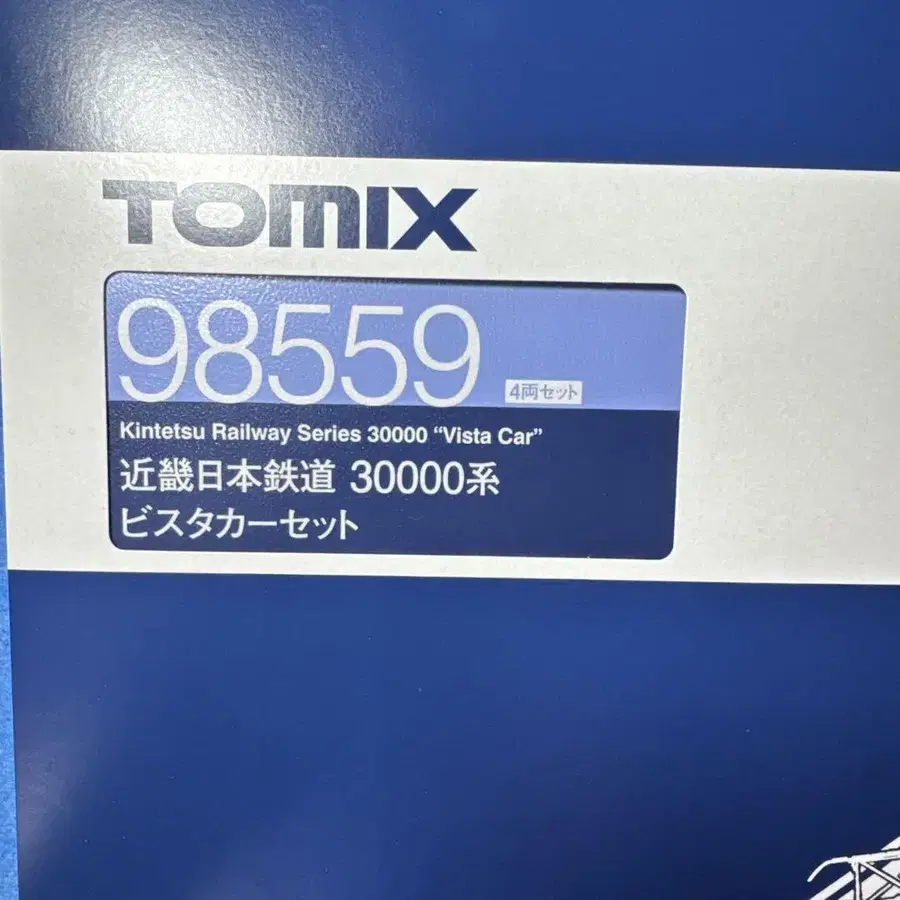 TOMIX
98559
4両セット
Kintetsu Railway Series 30000 “Vista Car”
近畿日本鉄道 30000系
ビスタカーセット